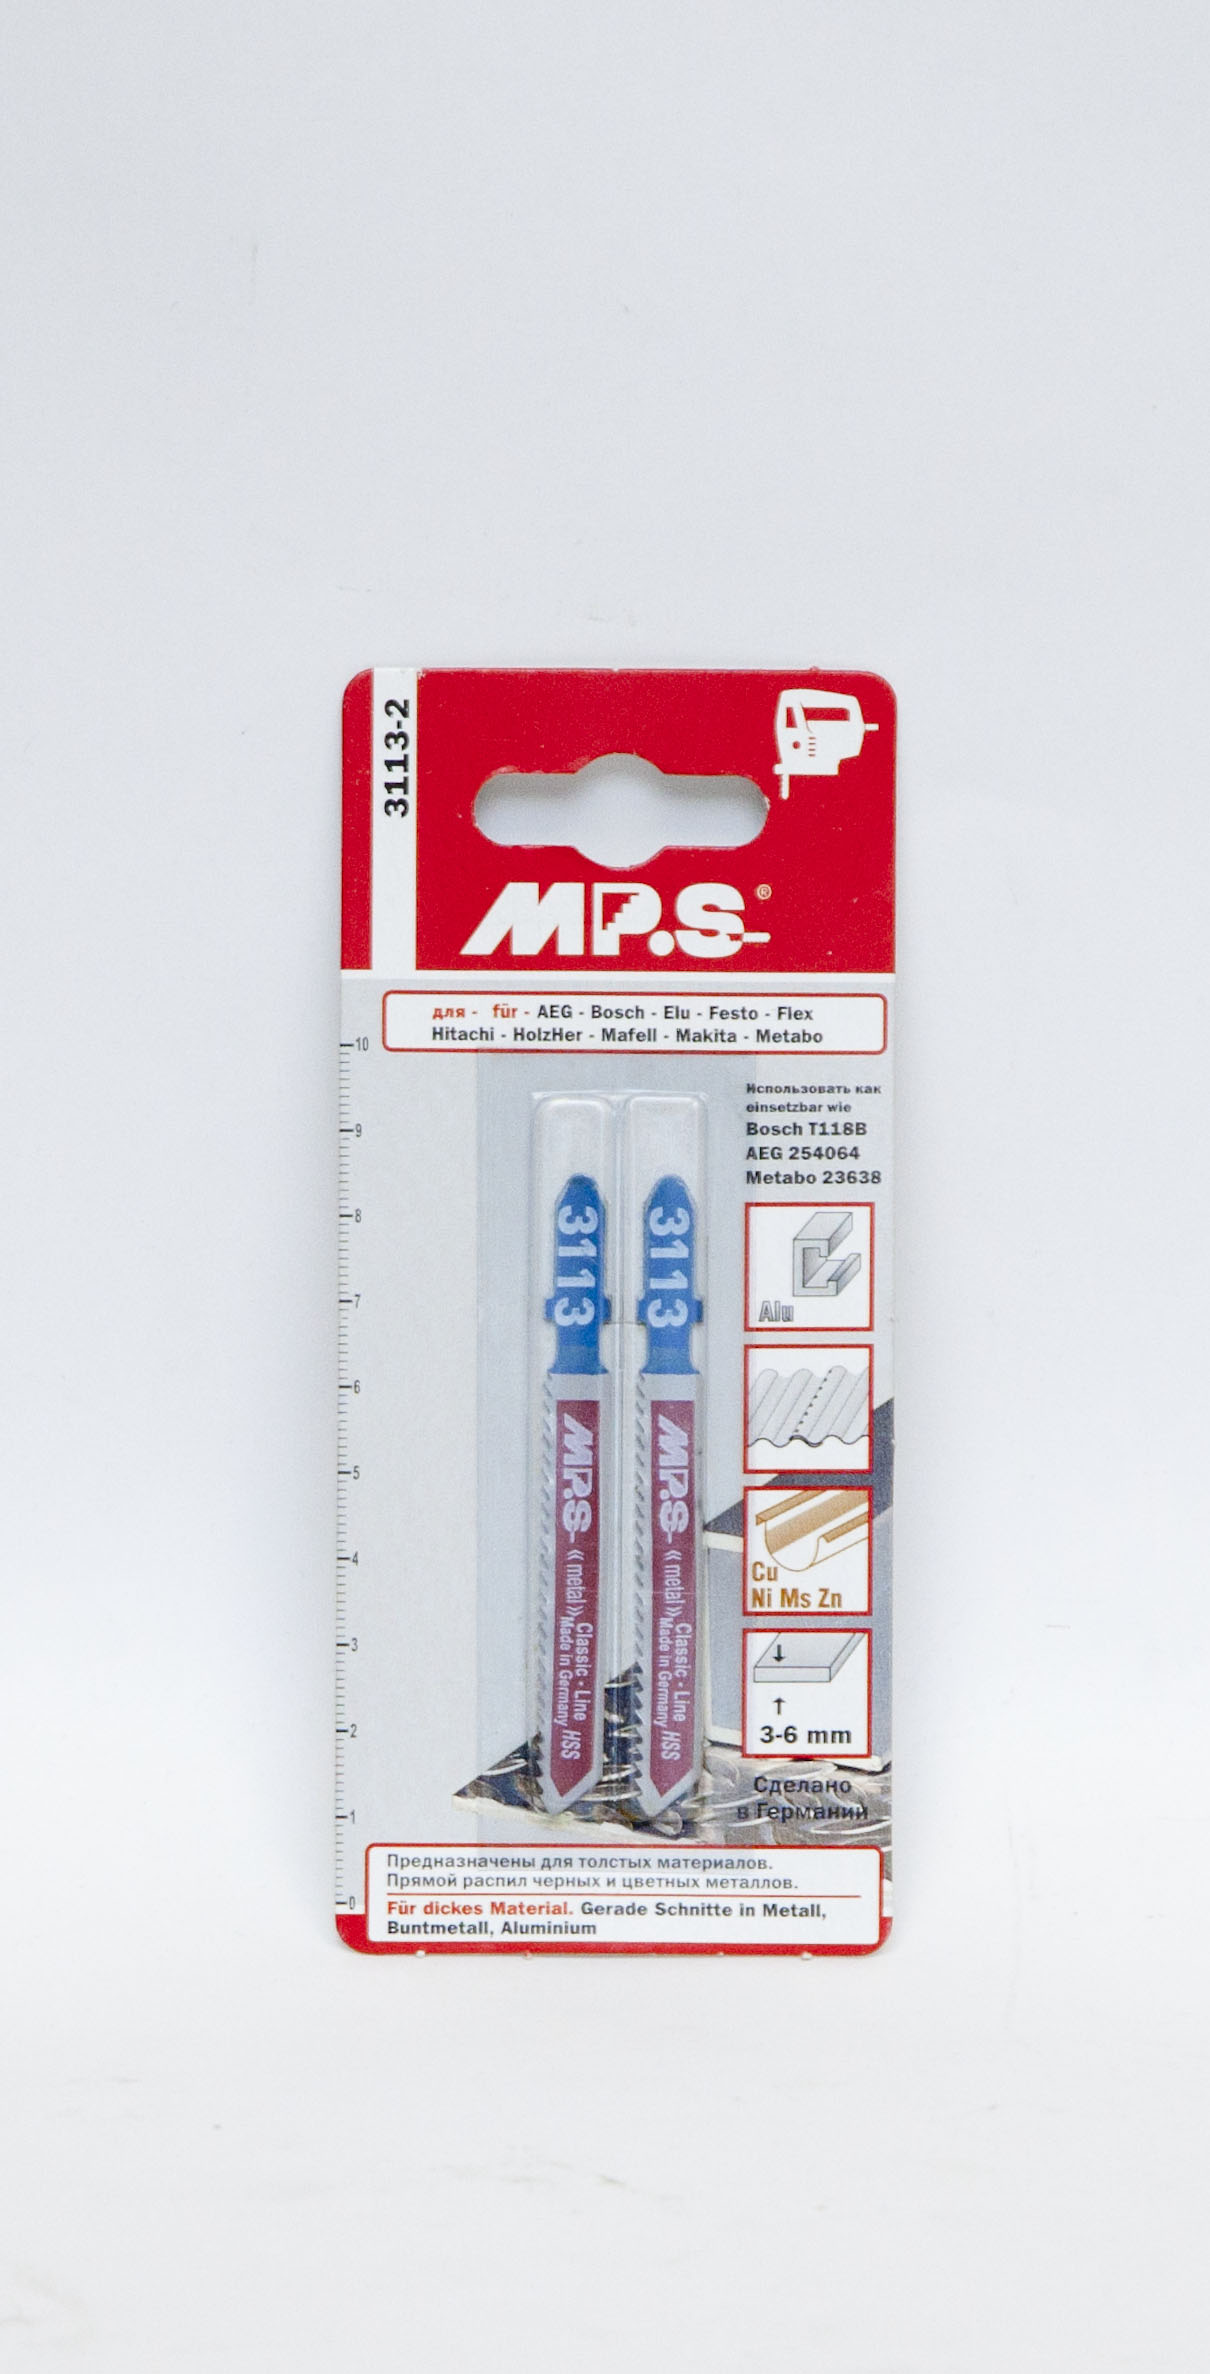 3113-2
MP.S®
для - für - AEG - Bosch - Elu - Festo - Flex
Hitachi - HolzHer - Mafell - Makita - Metabo
Использовать как
einsetzbar wie
Bosch T118B
AEG 254064
Metabo 23638
10
9
8
7
6
5
4
3
2
1
0
3113
MP.S « metal » Classic - Line
Made in Germany HSS
3113
MP.S « metal » Classic - Line
Made in Germany HSS
Alu
Cu
Ni Ms Zn
3-6 mm
Сделано
в Германии
Предназначены для толстых материалов.
Прямой распил черных и цветных металлов.
Für dickes Material. Gerade Schnitte in Metall,
Buntmetall, Aluminium